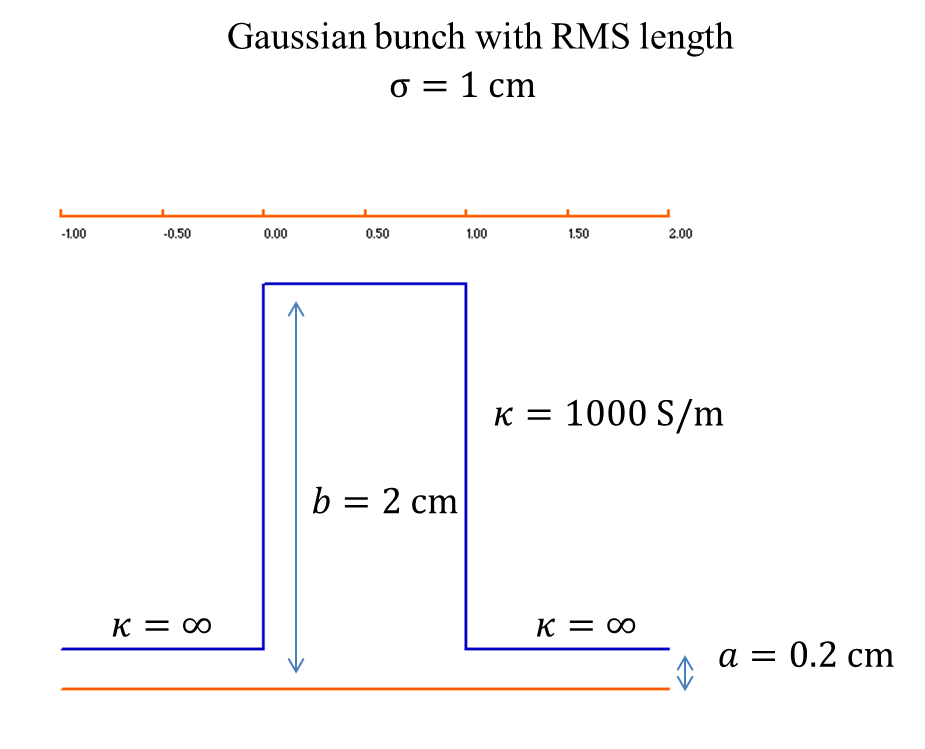 Gaussian bunch with RMS length
σ = 1 cm
-1.00 -0.50 0.00 0.50 1.00 1.50 2.00
κ = 1000 S/m
b = 2 cm
κ = ∞ κ = ∞
a = 0.2 cm